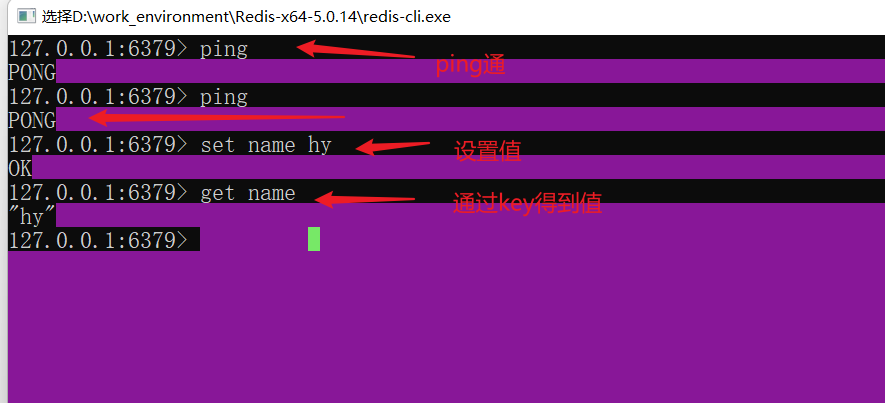 选择D:\work_environment\Redis-x64-5.0.14\redis-cli.exe
127.0.0.1:6379> ping
ping通
PONG
127.0.0.1:6379> ping
PONG
127.0.0.1:6379> set name hy
设置值
OK
127.0.0.1:6379> get name
通过key得到值
"hy"
127.0.0.1:6379>